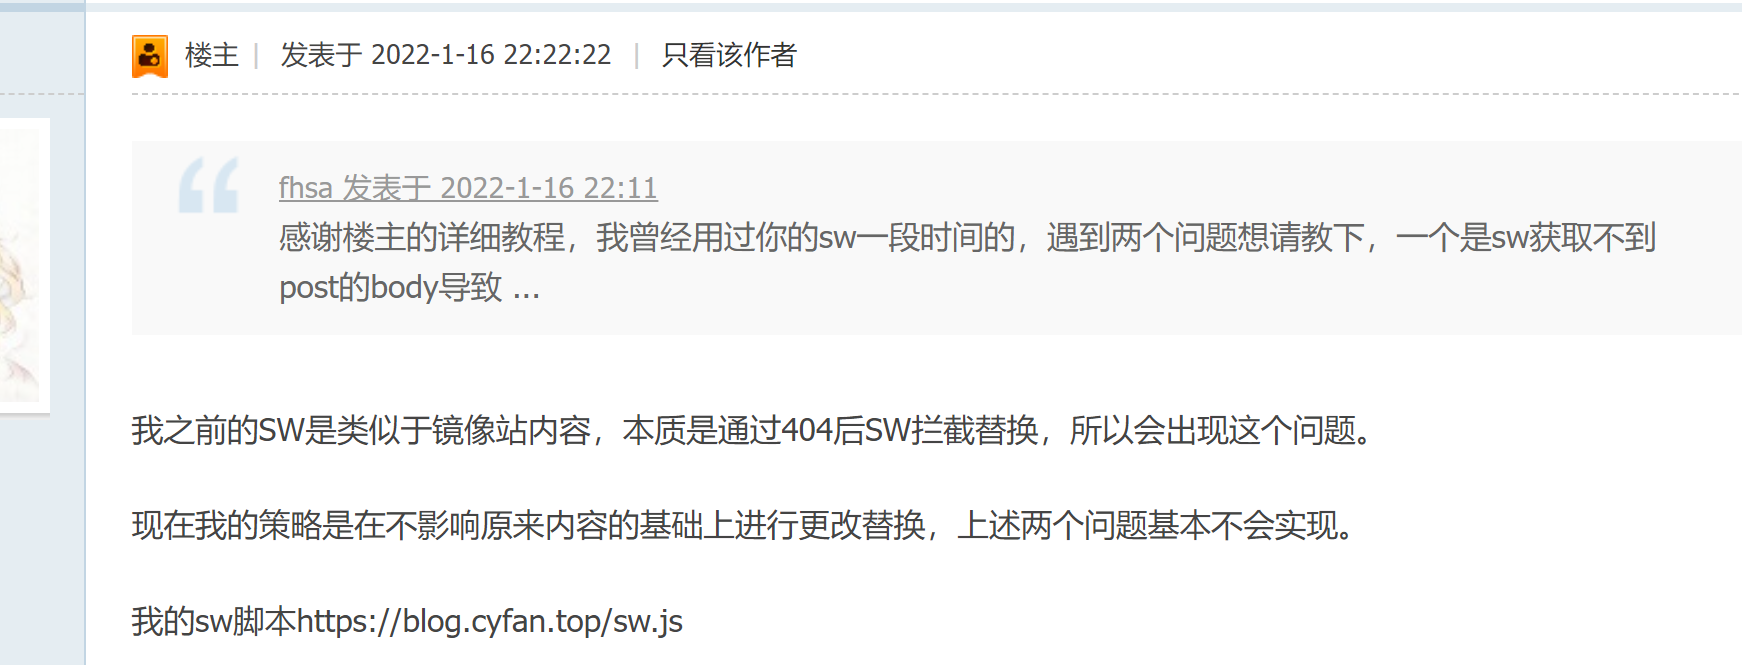 楼主 | 发表于 2022-1-16 22:22:22 | 只看该作者
fhsa 发表于 2022-1-16 22:11
感谢楼主的详细教程，我曾经用过你的sw一段时间的，遇到两个问题想请教下，一个是sw获取不到
post的body导致 ...
我之前的SW是类似于镜像站内容，本质是通过404后SW拦截替换，所以会出现这个问题。
现在我的策略是在不影响原来内容的基础上进行更改替换，上述两个问题基本不会实现。
我的sw脚本https://blog.cyfan.top/sw.js